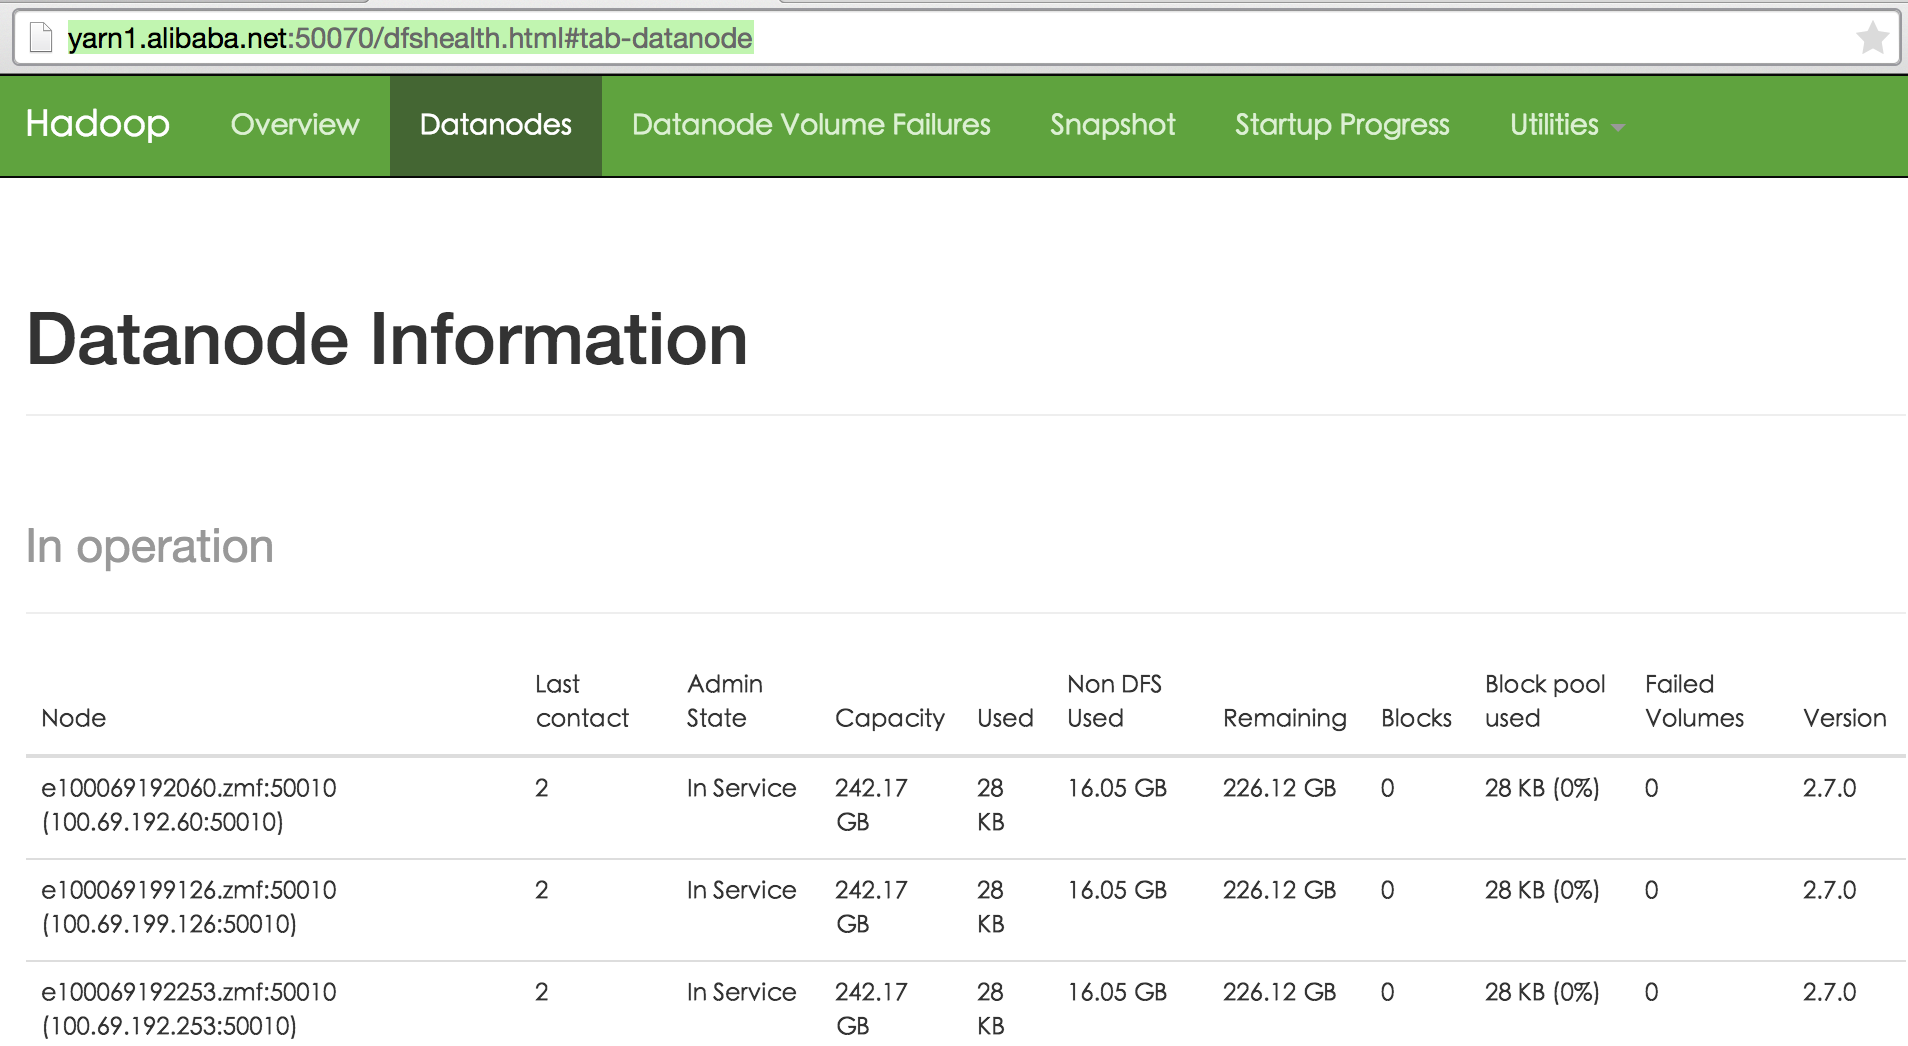 yarn1.alibaba.net:50070/dfshealth.html#tab-datanode
Hadoop Overview Datanodes Datanode Volume Failures Snapshot Startup Progress Utilities
Datanode Information
In operation
Last Admin Non DFS Block pool Failed
Node contact State Capacity Used Used Remaining Blocks used Volumes Version
e100069192060.zmf:50010 2 In Service 242.17 28 16.05 GB 226.12 GB 0 28 KB (0%) 0 2.7.0
(100.69.192.60:50010) GB KB
e100069199126.zmf:50010 2 In Service 242.17 28 16.05 GB 226.12 GB 0 28 KB (0%) 0 2.7.0
(100.69.199.126:50010) GB KB
e100069192253.zmf:50010 2 In Service 242.17 28 16.05 GB 226.12 GB 0 28 KB (0%) 0 2.7.0
(100.69.192.253:50010) GB KB